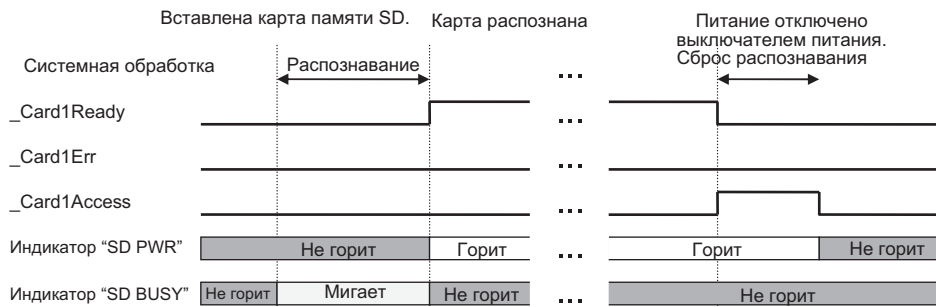 Вставлена карта памяти SD.
Карта распознана
Питание отключено
выключателем питания.
Системная обработка
Распознавание
...
Сброс распознавания
_Card1Ready
...
_Card1Err
...
_Card1Access
...
Индикатор “SD PWR”
Не горит
Горит
...
Горит
Не горит
Индикатор “SD BUSY”
Не горит
Мигает
Не горит
...
Не горит